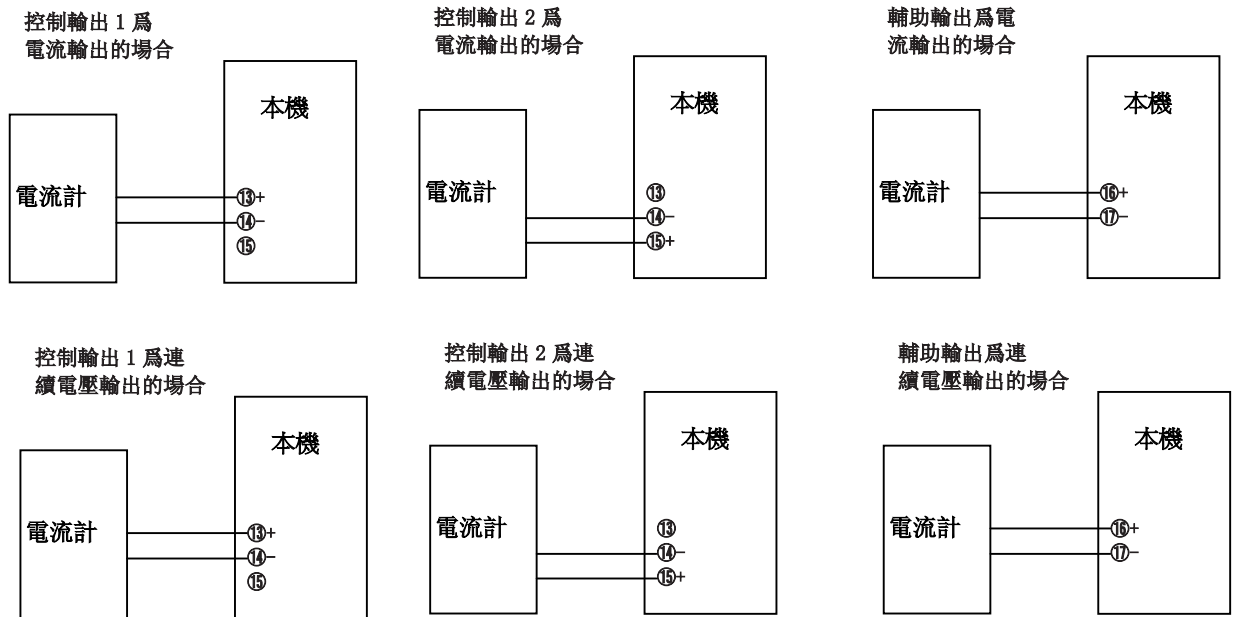 控制輸出 1 爲
電流輸出的場合
本機
電流計
⑬+
⑭−
⑮
控制輸出 2 爲
電流輸出的場合
本機
電流計
⑬
⑭−
⑮+
輔助輸出爲電
流輸出的場合
本機
電流計
⑯+
⑰−
控制輸出 1 爲連
續電壓輸出的場合
本機
電流計
⑬+
⑭−
⑮
控制輸出 2 爲連
續電壓輸出的場合
本機
電流計
⑬
⑭−
⑮+
輔助輸出爲連
續電壓輸出的場合
本機
電流計
⑯+
⑰−